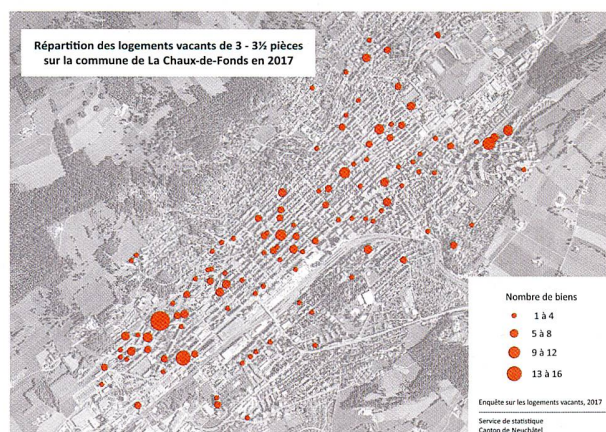 Répartition des logements vacants de 3 - 3½ pièces
sur la commune de La Chaux-de-Fonds en 2017
Nombre de biens
1 à 4
5 à 8
9 à 12
13 à 16
Enquête sur les logements vacants, 2017
Service de statistique
Canton de Neuchâtel